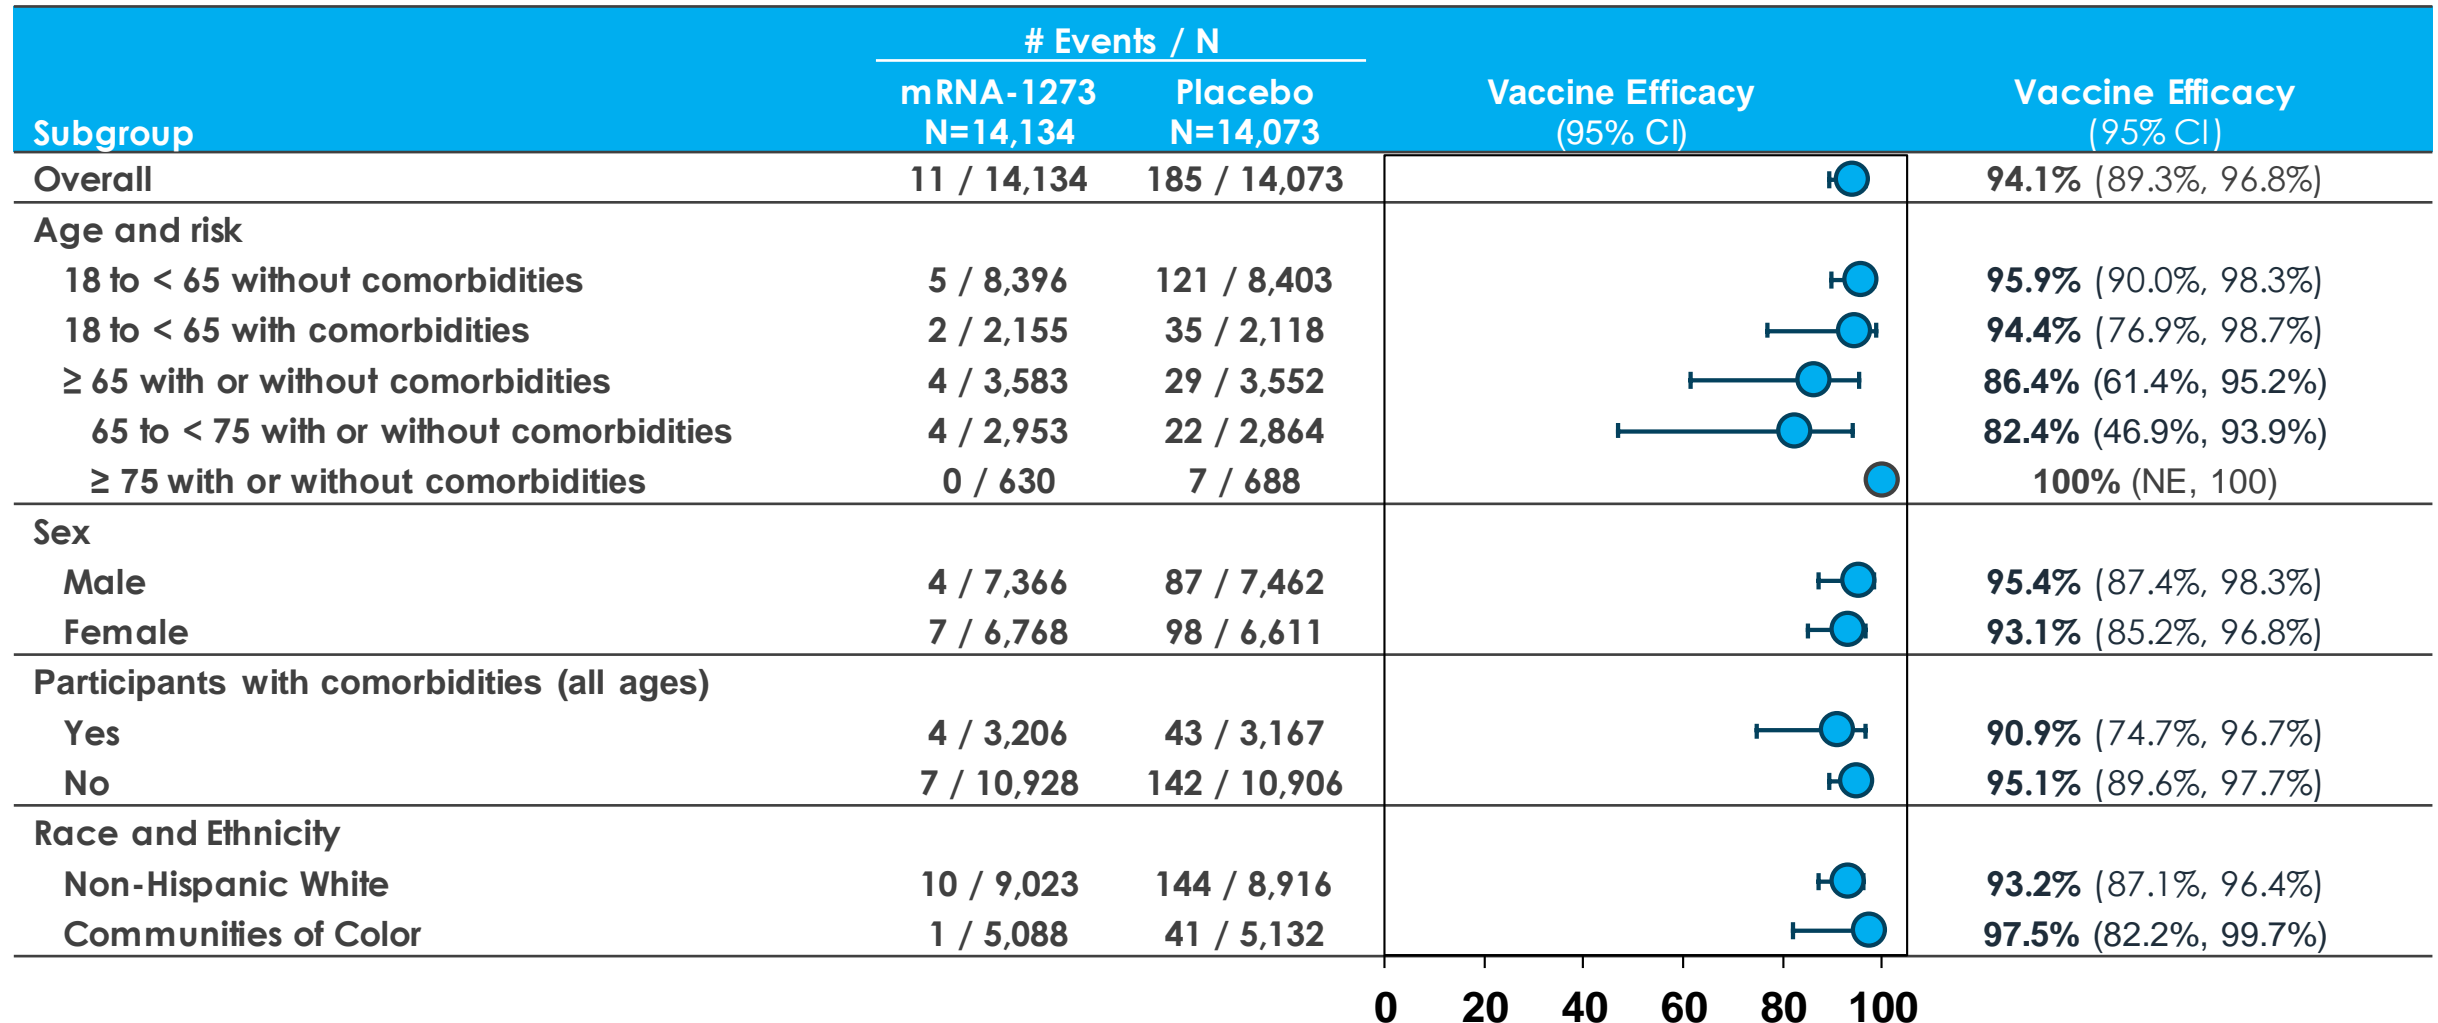 # Events / N
Subgroup mRNA-1273 N=14,134 Placebo N=14,073 Vaccine Efficacy (95% CI) Vaccine Efficacy (95% CI)
Overall 11 / 14,134 185 / 14,073 94.1% (89.3%, 96.8%)
Age and risk
18 to < 65 without comorbidities 5 / 8,396 121 / 8,403 95.9% (90.0%, 98.3%)
18 to < 65 with comorbidities 2 / 2,155 35 / 2,118 94.4% (76.9%, 98.7%)
≥ 65 with or without comorbidities 4 / 3,583 29 / 3,552 86.4% (61.4%, 95.2%)
65 to < 75 with or without comorbidities 4 / 2,953 22 / 2,864 82.4% (46.9%, 93.9%)
≥ 75 with or without comorbidities 0 / 630 7 / 688 100% (NE, 100)
Sex
Male 4 / 7,366 87 / 7,462 95.4% (87.4%, 98.3%)
Female 7 / 6,768 98 / 6,611 93.1% (85.2%, 96.8%)
Participants with comorbidities (all ages)
Yes 4 / 3,206 43 / 3,167 90.9% (74.7%, 96.7%)
No 7 / 10,928 142 / 10,906 95.1% (89.6%, 97.7%)
Race and Ethnicity
Non-Hispanic White 10 / 9,023 144 / 8,916 93.2% (87.1%, 96.4%)
Communities of Color 1 / 5,088 41 / 5,132 97.5% (82.2%, 99.7%)
0 20 40 60 80 100